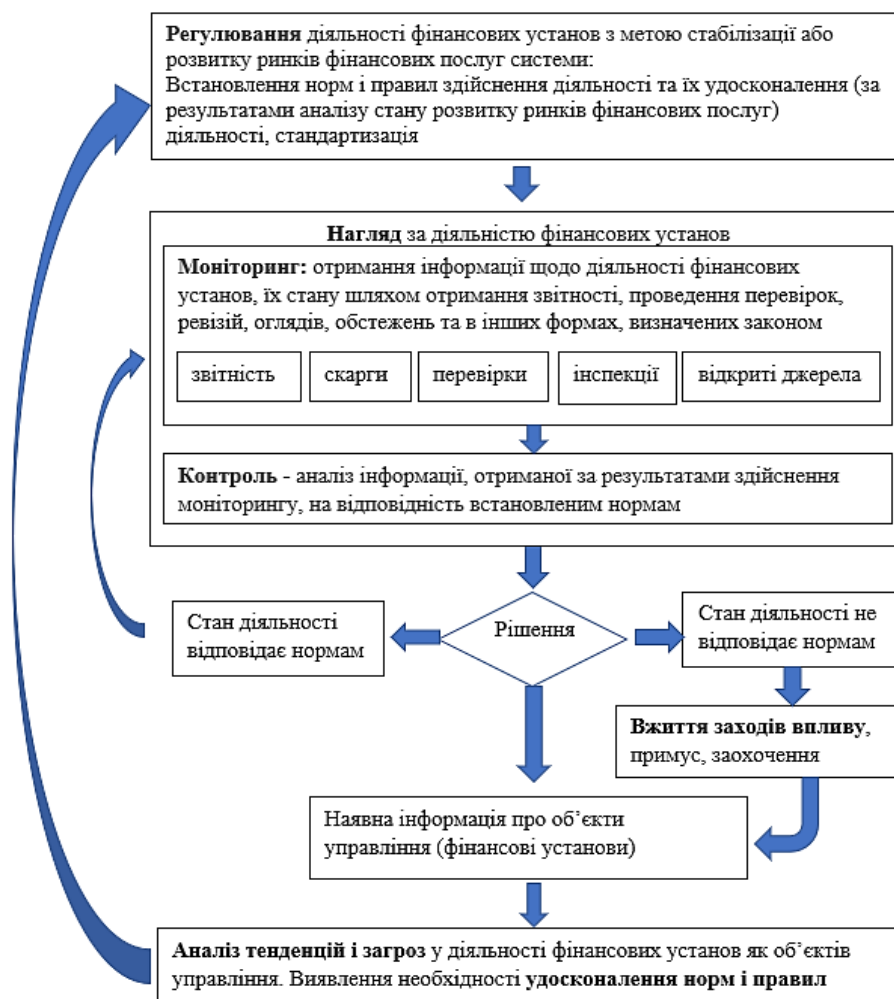 Регулювання діяльності фінансових установ з метою стабілізації або
розвитку ринків фінансових послуг системи:
Встановлення норм і правил здійснення діяльності та їх удосконалення (за
результатами аналізу стану розвитку ринків фінансових послуг)
діяльності, стандартизація
Нагляд за діяльністю фінансових установ
Моніторинг: отримання інформації щодо діяльності фінансових
установ, їх стану шляхом отримання звітності, проведення перевірок,
ревізій, оглядів, обстежень та в інших формах, визначених законом
звітність
скарги
перевірки
інспекції
відкриті джерела
Контроль - аналіз інформації, отриманої за результатами здійснення
моніторингу, на відповідність встановленим нормам
Стан діяльності
відповідає нормам
Рішення
Стан діяльності не
відповідає нормам
Вжиття заходів впливу,
примус, заохочення
Наявна інформація про об’єкти
управління (фінансові установи)
Аналіз тенденцій і загроз у діяльності фінансових установ як об’єктів
управління. Виявлення необхідності удосконалення норм і правил